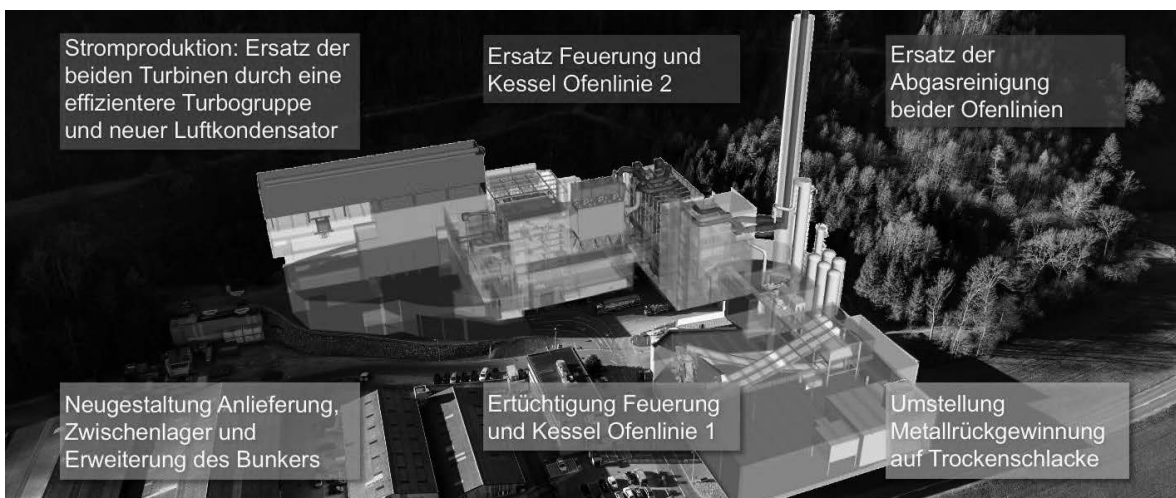 Stromproduktion: Ersatz der
beiden Turbinen durch eine
effizientere Turbogruppe
und neuer Luftkondensator
Ersatz Feuerung und
Kessel Ofenlinie 2
Ersatz der
Abgasreinigung
beider Ofenlinien
Neugestaltung Anlieferung,
Zwischenlager und
Erweiterung des Bunkers
Ertüchtigung Feuerung
und Kessel Ofenlinie 1
Umstellung
Metallrückgewinnung
auf Trockenschlacke